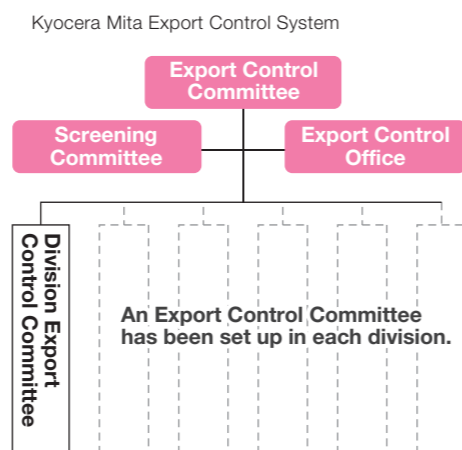 Kyocera Mita Export Control System
Export Control
Committee
Screening
Committee
Export Control
Office
Division Export
Control Committee
An Export Control Committee
has been set up in each division.